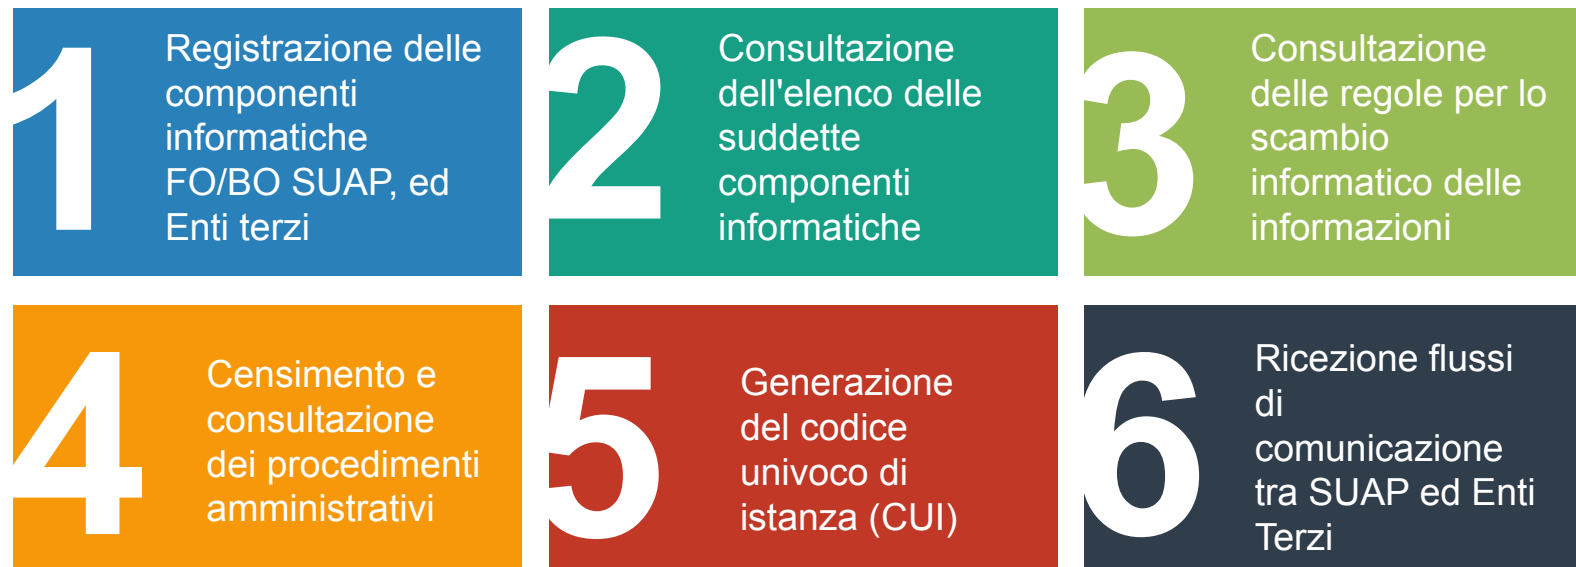 1
Registrazione delle
componenti
informatiche
FO/BO SUAP, ed
Enti terzi
2
Consultazione
dell'elenco delle
suddette
componenti
informatiche
3
Consultazione
delle regole per lo
scambio
informatico delle
informazioni
4
Censimento e
consultazione
dei procedimenti
amministrativi
5
Generazione
del codice
univoco di
istanza (CUI)
6
Ricezione flussi
di
comunicazione
tra SUAP ed Enti
Terzi